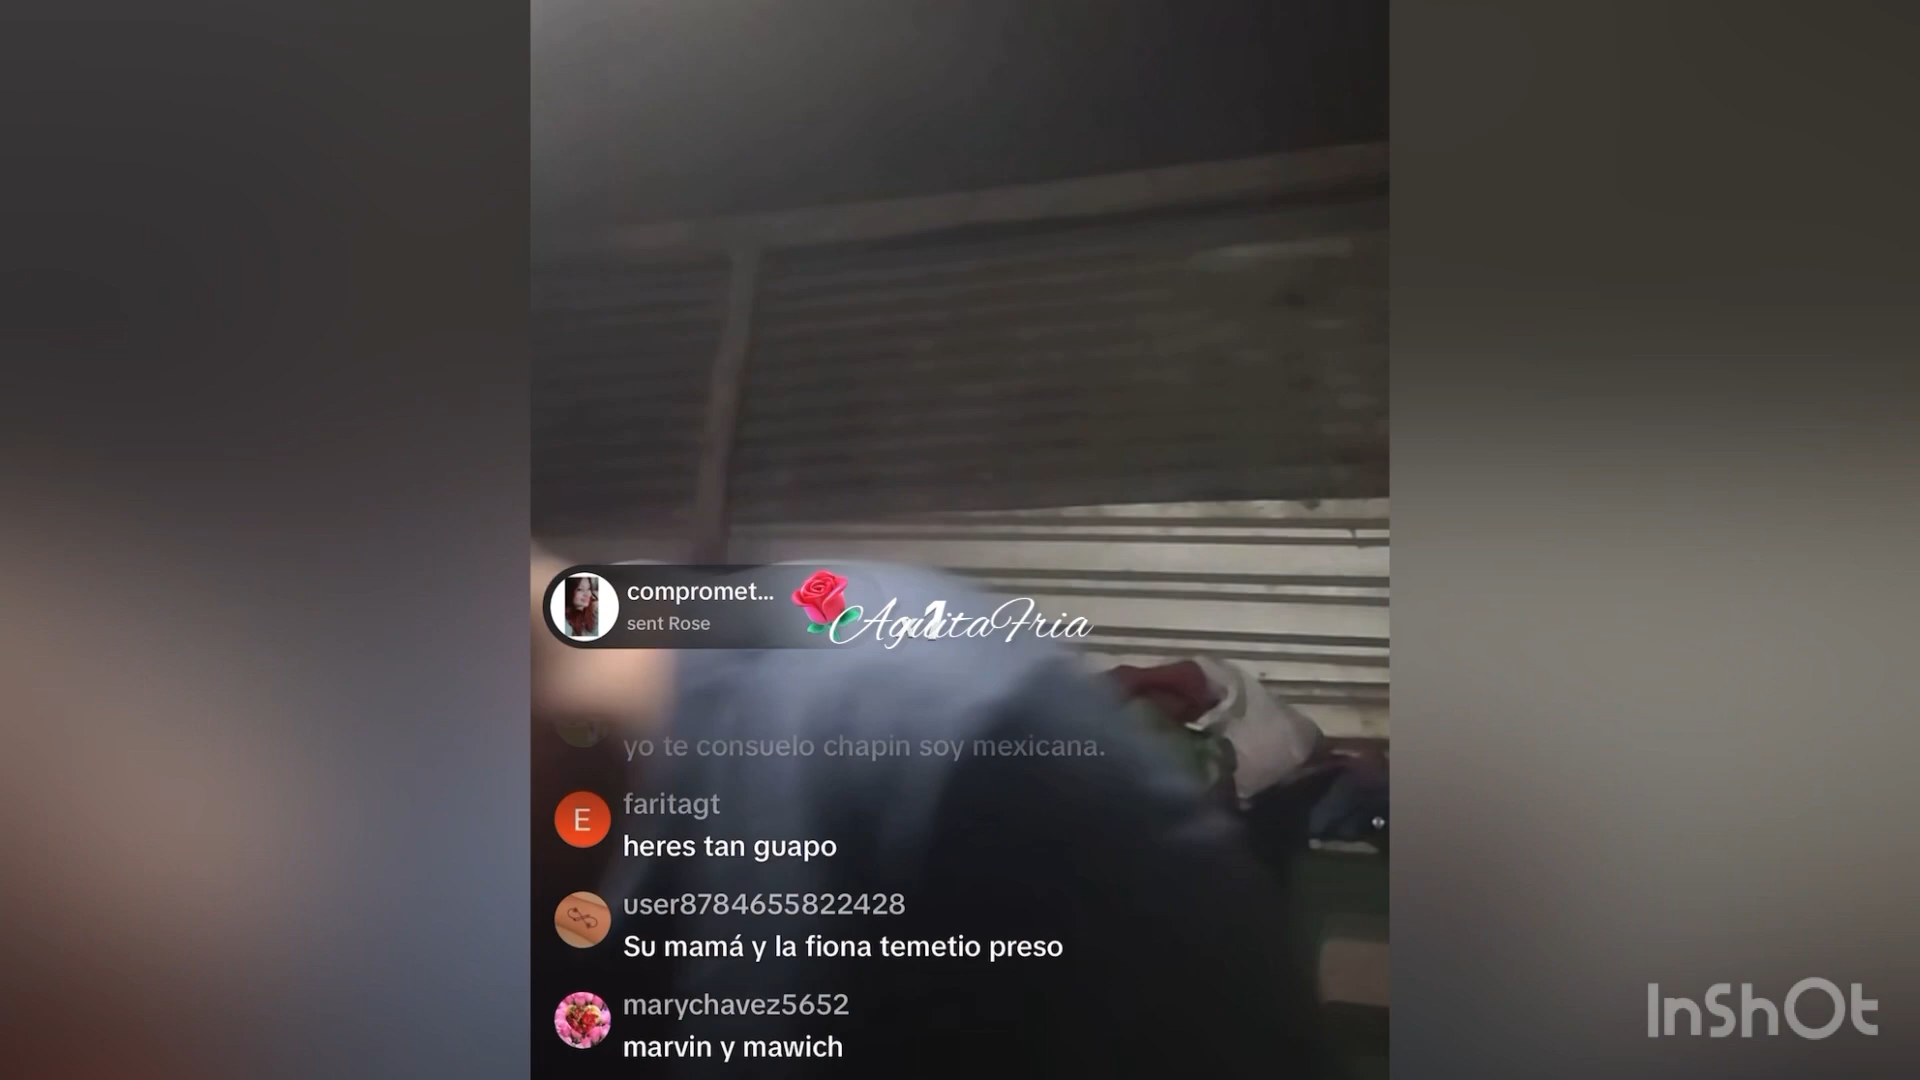 compromet...
sent Rose
AguitaFria
yo te consuelo chapin soy mexicana.
E
faritagt
heres tan guapo
user8784655822428
Su mamá y la fiona temetio preso
marychavez5652
marvin y mawich
InShOt